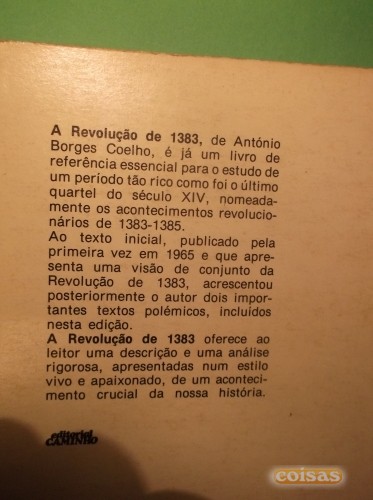 A Revolução de 1383, de António
Borges Coelho, é já um livro de
referência essencial para o estudo de
um período tão rico como foi o último
quartel do século XIV, nomeada-
mente os acontecimentos revolucio-
nários de 1383-1385.
Ao texto inicial, publicado pela
primeira vez em 1965 e que apre-
senta uma visão de conjunto da
Revolução de 1383, acrescentou
posteriormente o autor dois impor-
tantes textos polémicos, incluídos
nesta edição.
A Revolução de 1383 oferece ao
leitor uma descrição e uma análise
rigorosa, apresentadas num estilo
vivo e apaixonado, de um aconteci-
mento crucial da nossa história.
editorial
CAMINHO
coisas